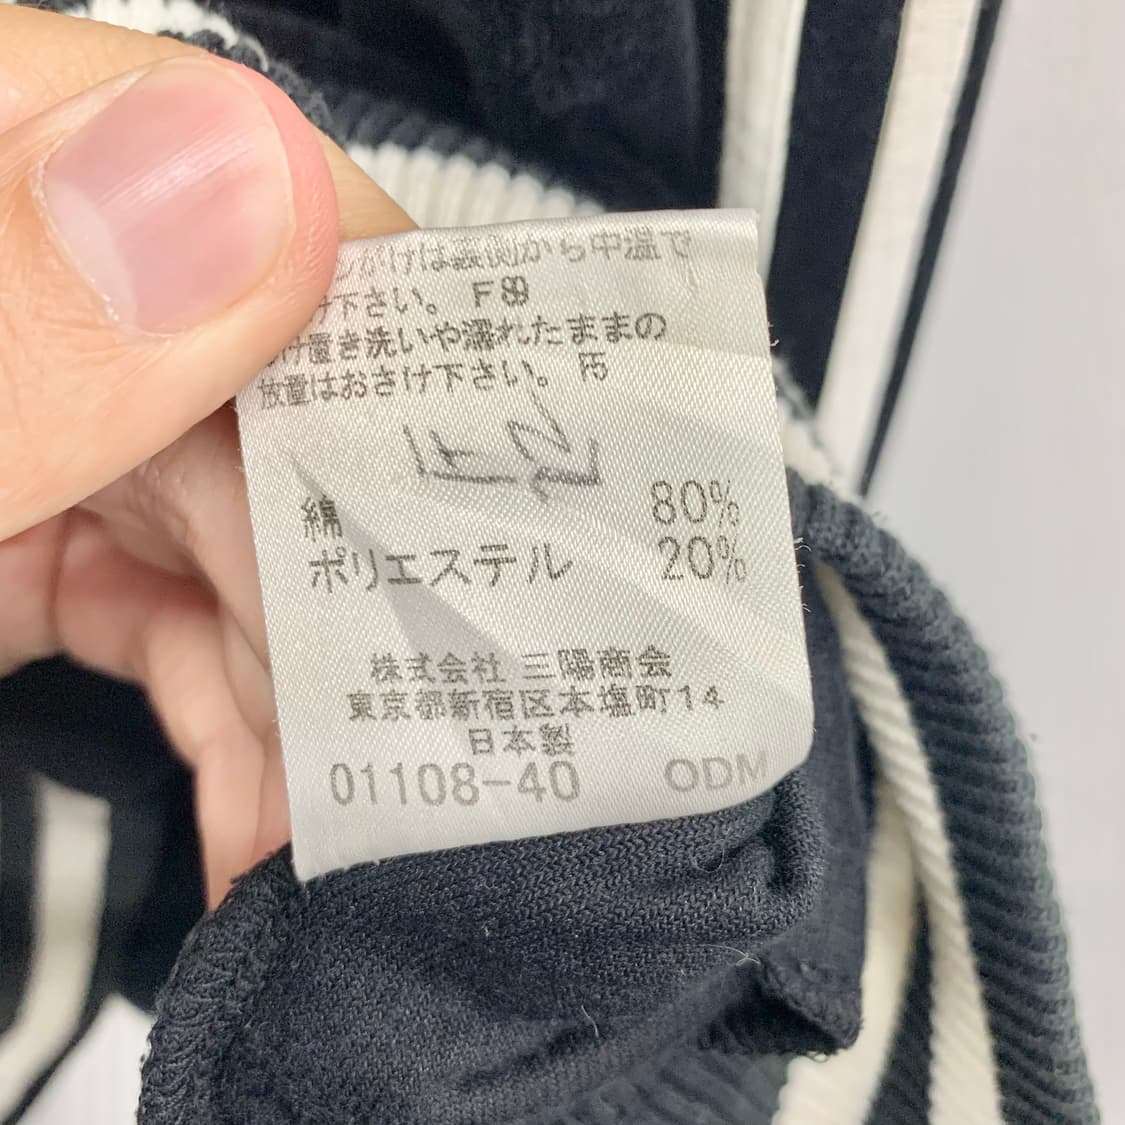 がけは裏側から中温で
け下さい。 F89
け置き洗いや濡れたままの
放置はおさけ下さい。 F5
綿 80%
ポリエステル 20%
株式会社 三陽商会
東京都新宿区本塩町14
日本製
01108-40 ODM